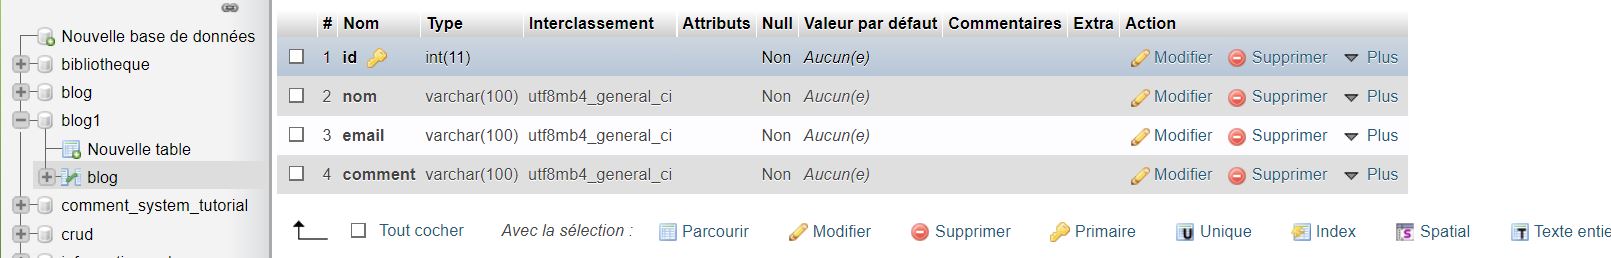 Nouvelle base de données
bibliotheque
blog
blog1
Nouvelle table
blog
comment_system_tutorial
crud
# Nom Type Interclassement Attributs Null Valeur par défaut Commentaires Extra Action
1 id int(11) Non Aucun(e) Modifier Supprimer Plus
2 nom varchar(100) utf8mb4_general_ci Non Aucun(e) Modifier Supprimer Plus
3 email varchar(100) utf8mb4_general_ci Non Aucun(e) Modifier Supprimer Plus
4 comment varchar(100) utf8mb4_general_ci Non Aucun(e) Modifier Supprimer Plus
Tout cocher Avec la sélection : Parcourir Modifier Supprimer Primaire Unique Index Spatial Texte entie